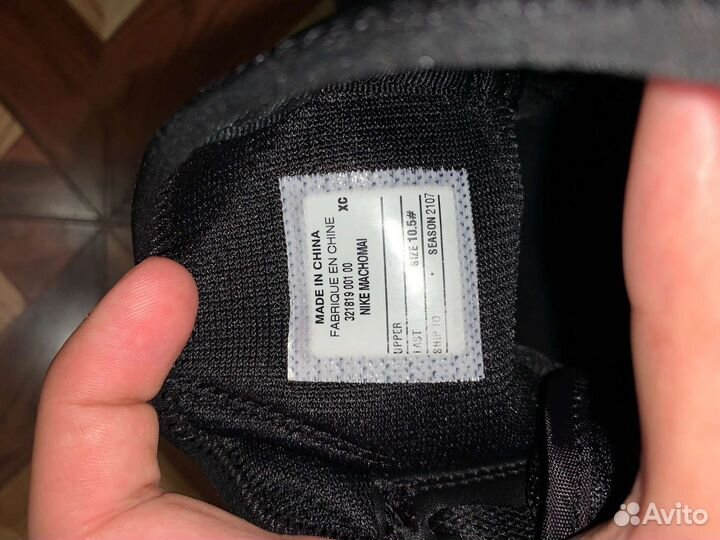 XC
MADE IN CHINA
FABRIQUE EN CHINE
321819 001 00
NIKE MACHOMAI
UPPER SIZE 10.5#
LAST
SHIP TO . SEASON 2107
Avito